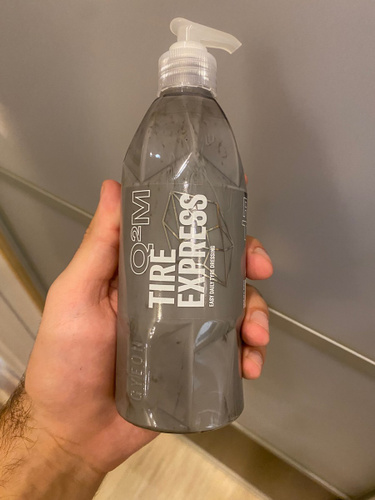 Q²M
TIRE
EXPRESS
EASY DAILY TYRE DRESSING
GYEON